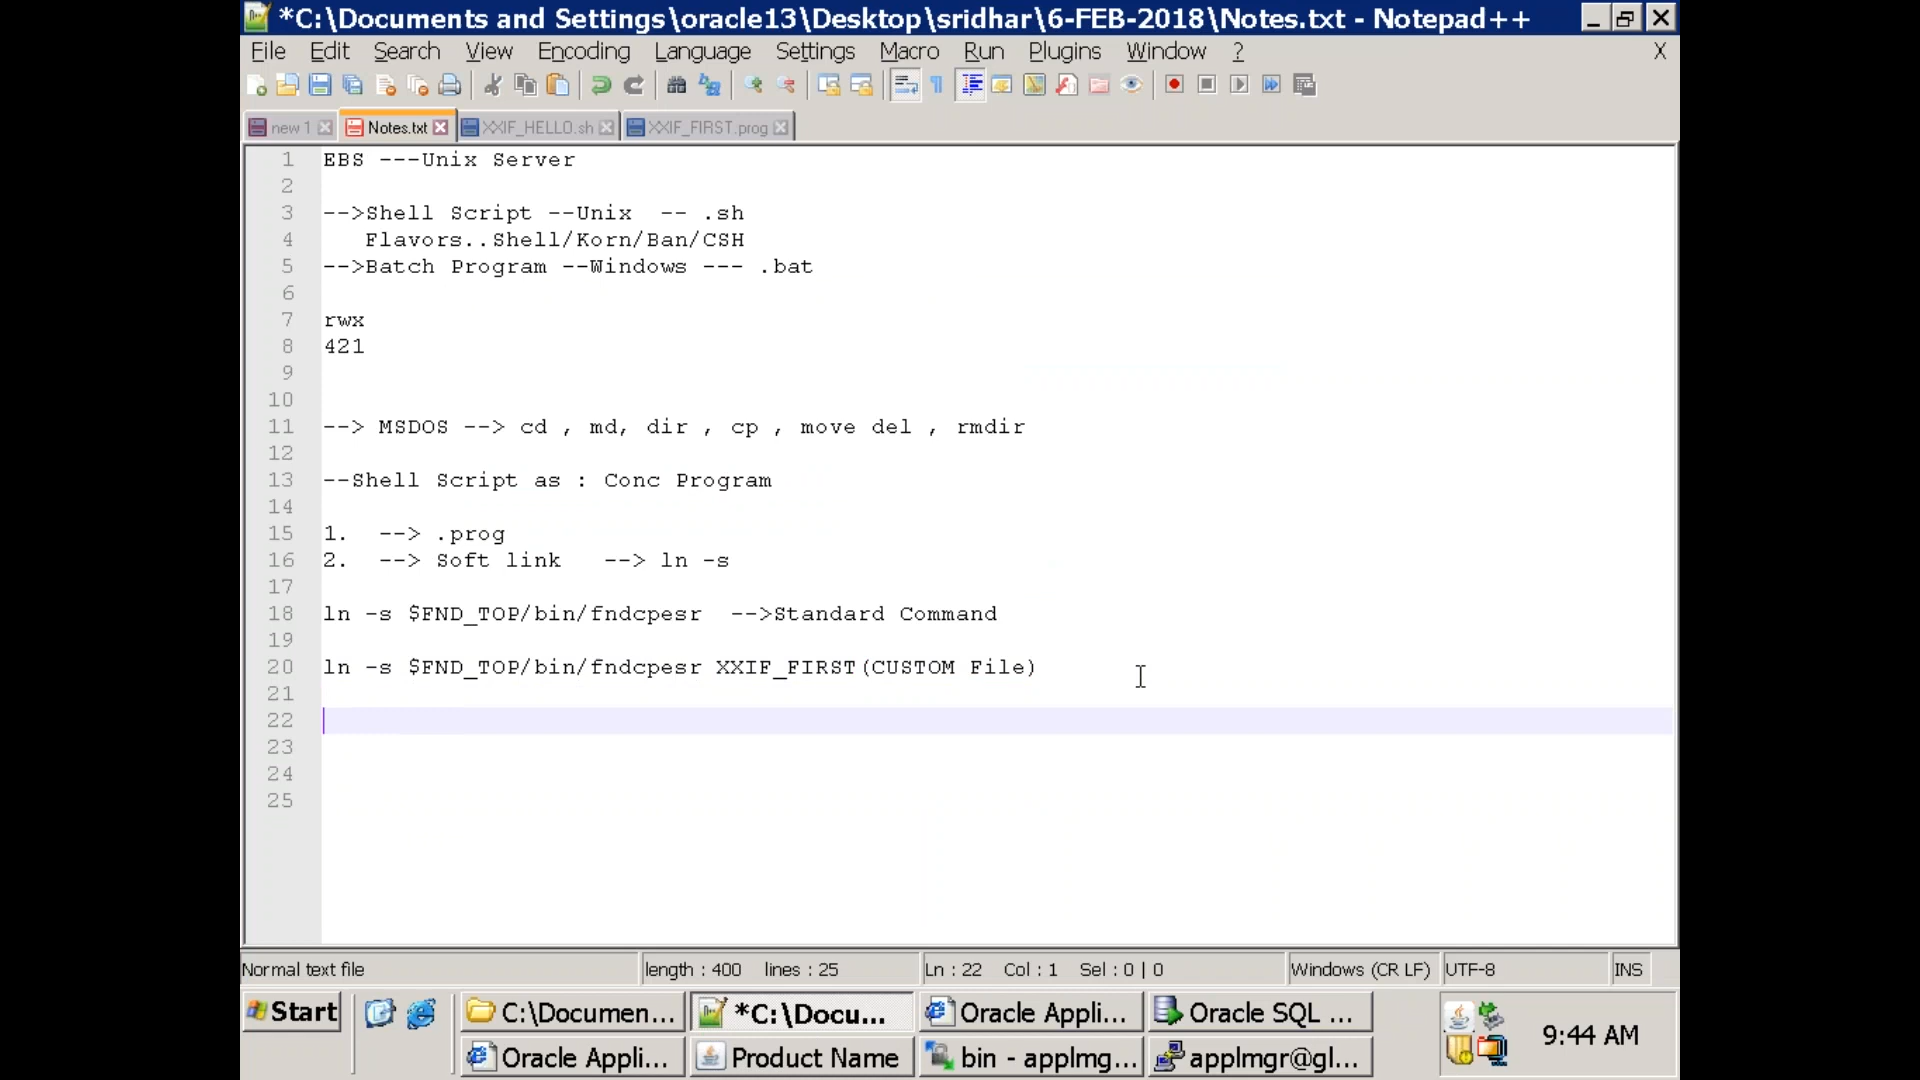 *C:\Documents and Settings\oracle13\Desktop\sridhar\6-FEB-2018\Notes.txt - Notepad++
File Edit Search View Encoding Language Settings Macro Run Plugins Window ? X
new 1 Notes.txt XXIF_HELLO.sh XXIF_FIRST.prog
1 EBS ---Unix Server
2
3 -->Shell Script --Unix -- .sh
4 Flavors..Shell/Korn/Ban/CSH
5 -->Batch Program --Windows --- .bat
6
7 rwx
8 421
9
10
11 --> MSDOS --> cd , md, dir , cp , move del , rmdir
12
13 --Shell Script as : Conc Program
14
15 1. --> .prog
16 2. --> Soft link --> ln -s
17
18 ln -s $FND_TOP/bin/fndcpesr -->Standard Command
19
20 ln -s $FND_TOP/bin/fndcpesr XXIF_FIRST(CUSTOM File)
21
22
23
24
25
Normal text file length : 400 lines : 25 Ln : 22 Col : 1 Sel : 0 | 0 Windows (CR LF) UTF-8 INS
Start C:\Documen... *C:\Docu... Oracle Appli... Oracle SQL ... 9:44 AM
Oracle Appli... Product Name bin - applmg... applmgr@gl...